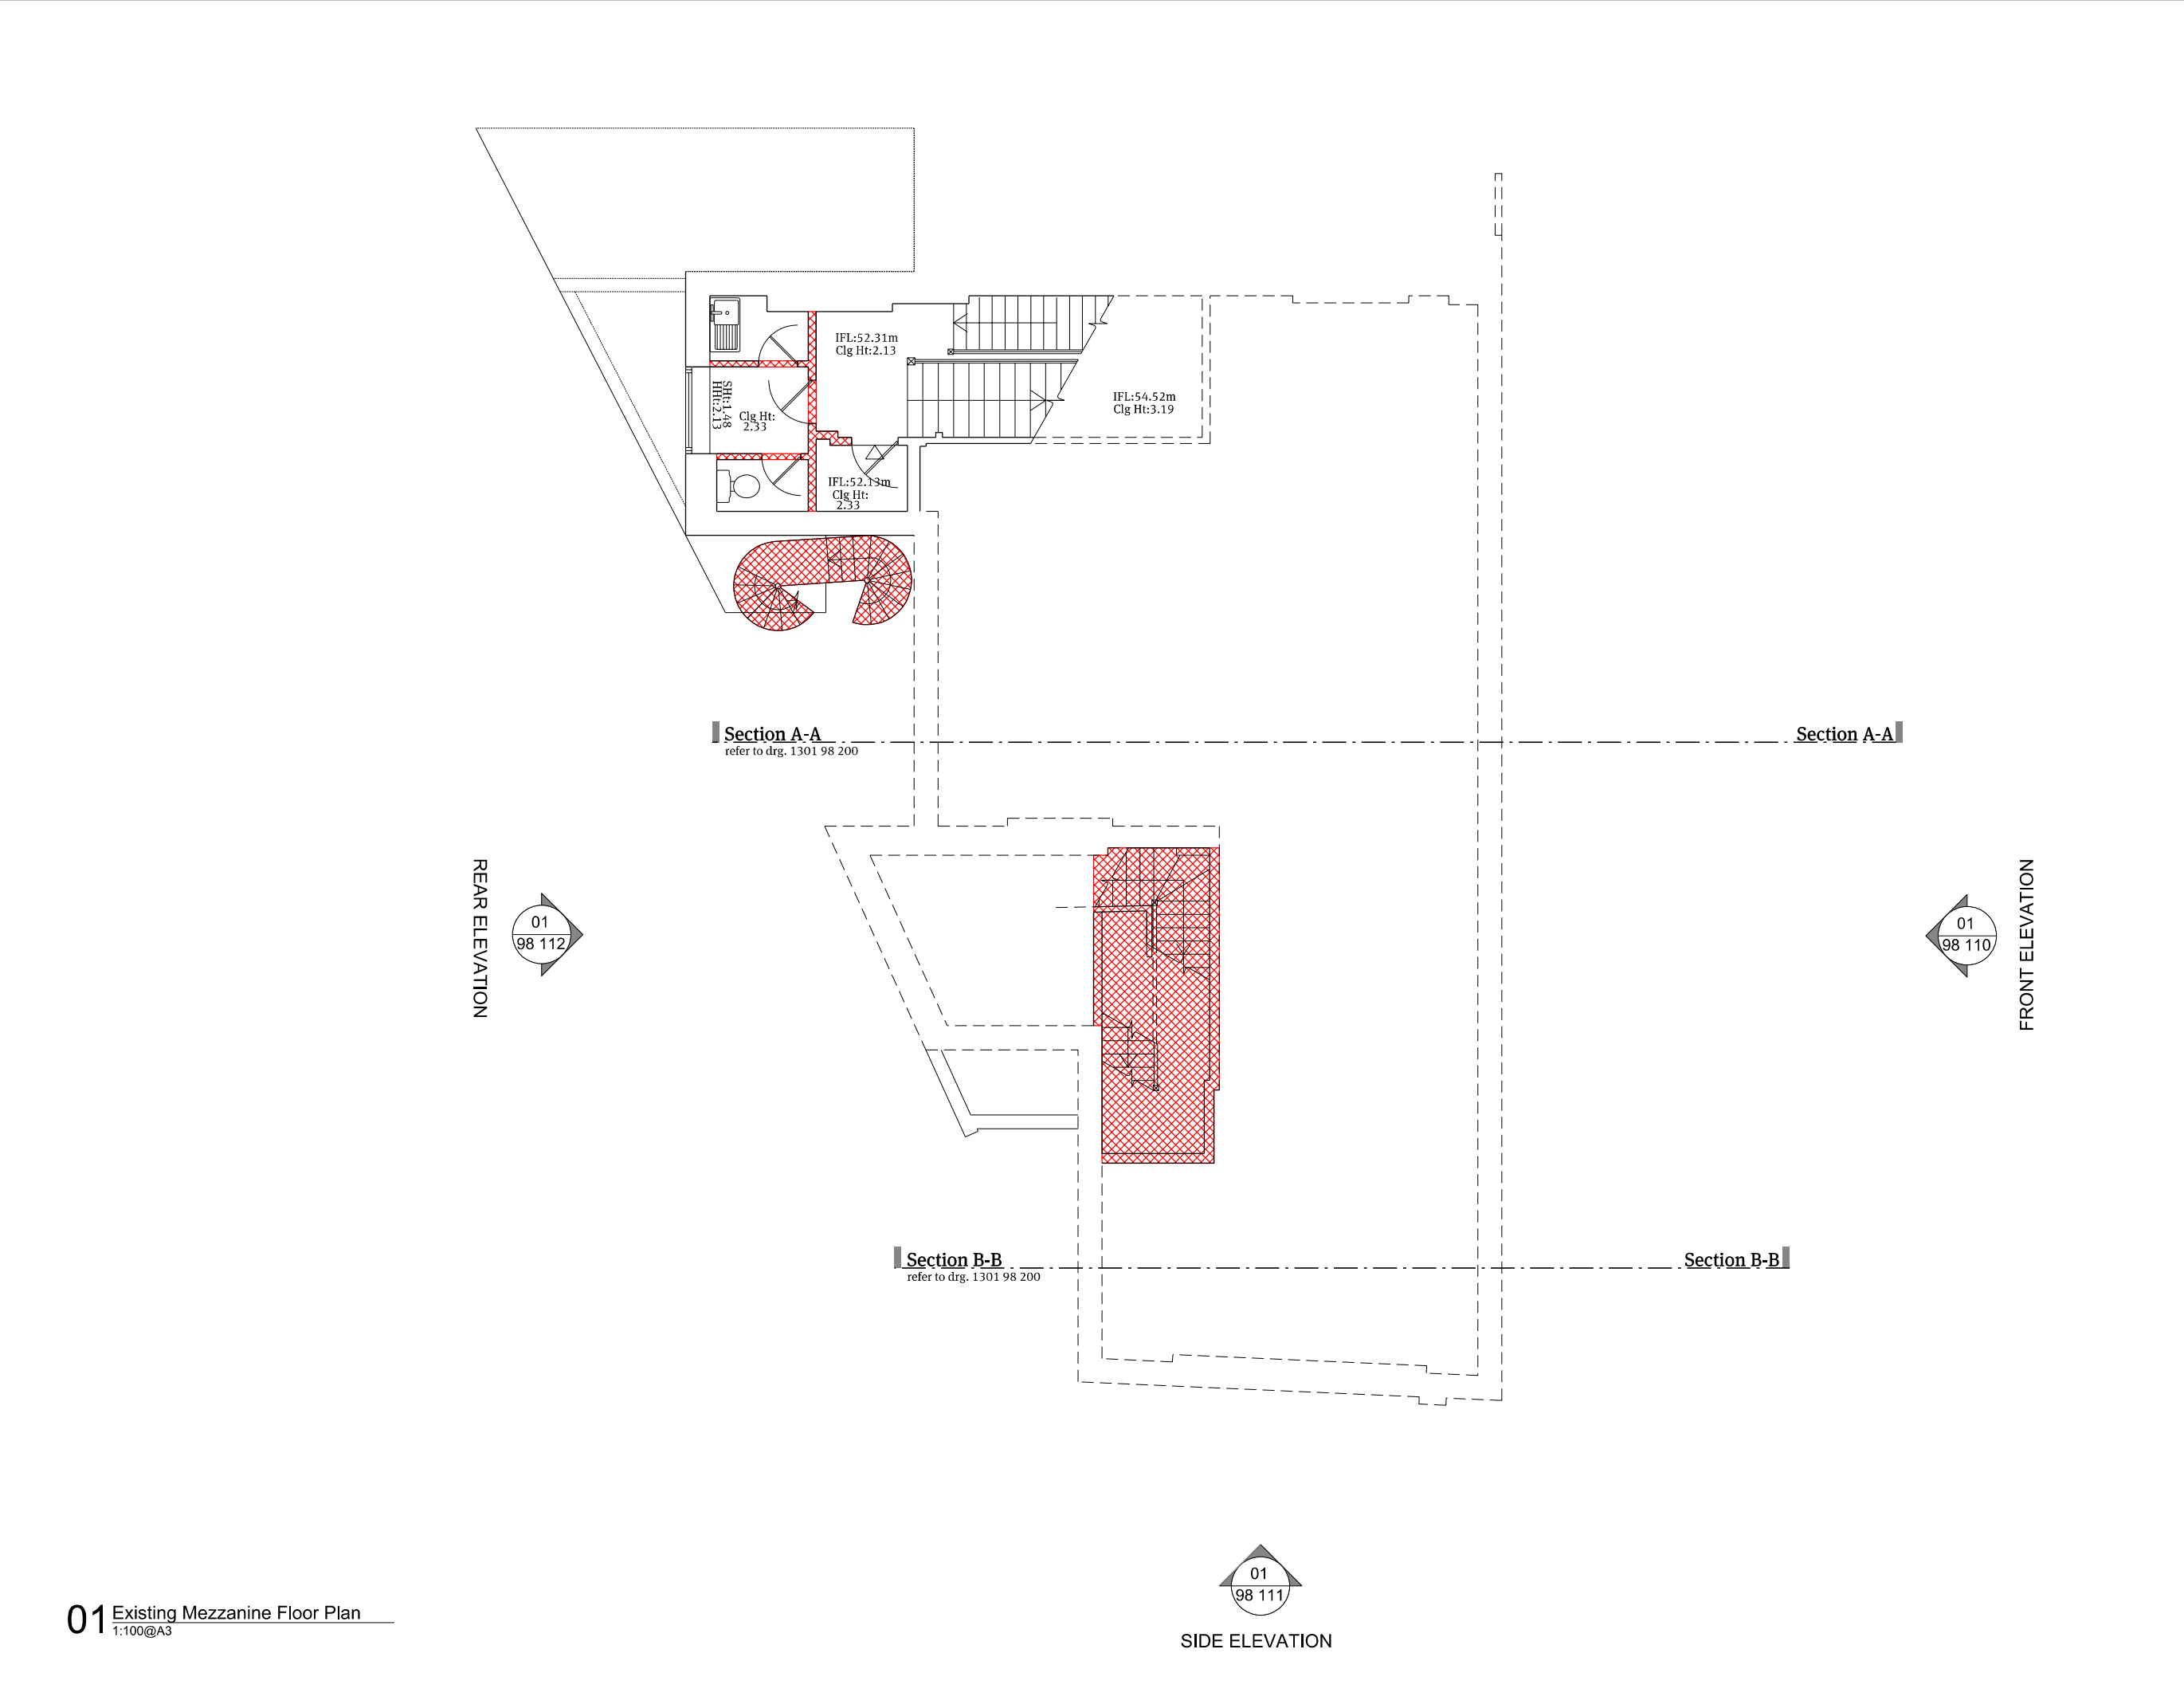 IFL:52.31m
Clg Ht:2.13
IFL:54.52m
Clg Ht:3.19
SHt:1.48
HHt:2.13
Clg Ht:
2.33
IFL:52.13m
Clg Ht:
2.33
Section A-A
refer to drg. 1301 98 200
Section A-A
REAR ELEVATION
01
98 112
01
98 110
FRONT ELEVATION
Section B-B
refer to drg. 1301 98 200
Section B-B
01
98 111
SIDE ELEVATION
01 Existing Mezzanine Floor Plan
1:100@A3